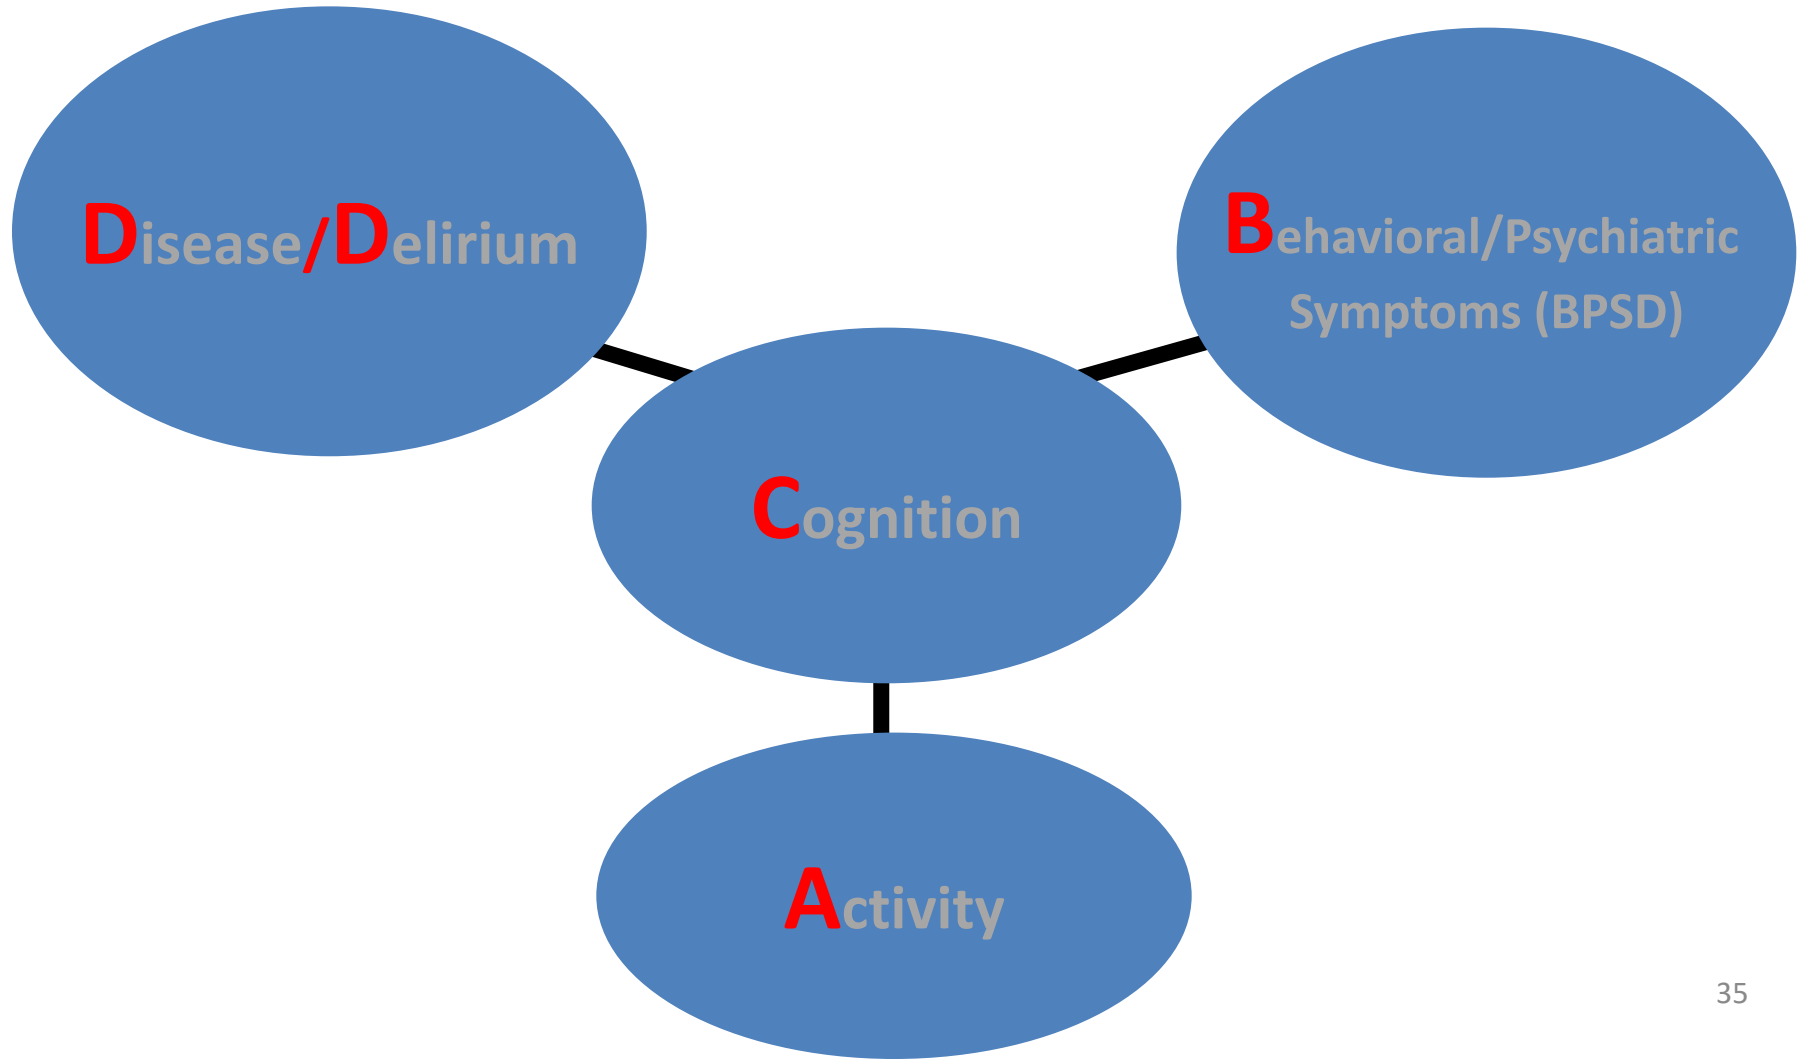 Disease/Delirium
Behavioral/Psychiatric
Symptoms (BPSD)
Cognition
Activity
35